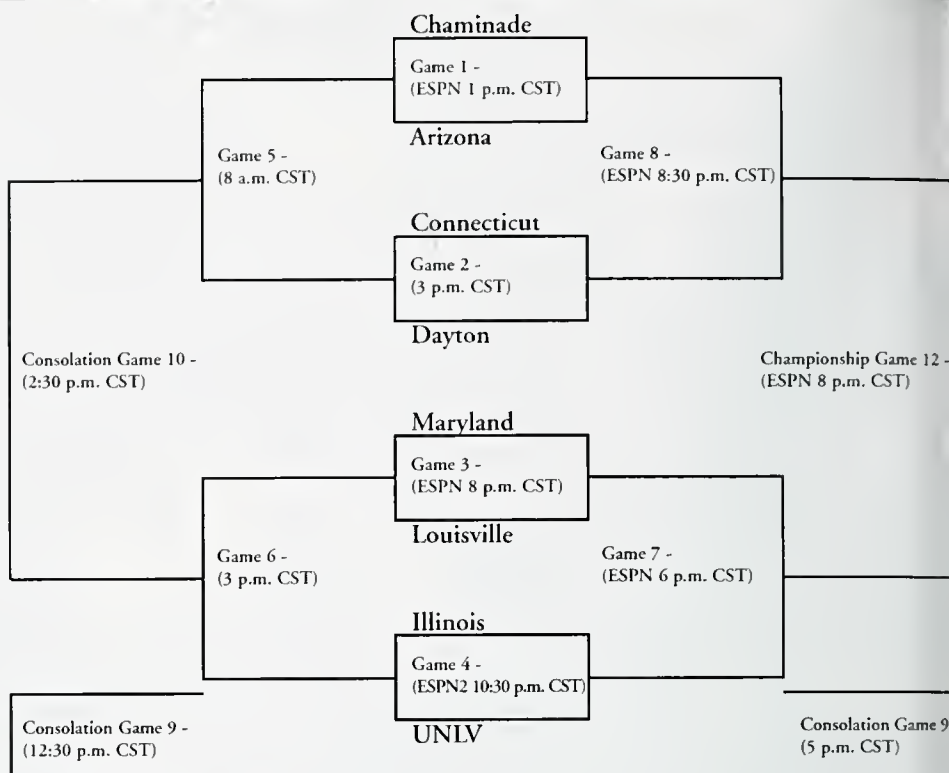 Chaminade
Game 1 -
(ESPN 1 p.m. CST)
Arizona
Game 5 -
(8 a.m. CST)
Game 8 -
(ESPN 8:30 p.m. CST)
Connecticut
Game 2 -
(3 p.m. CST)
Dayton
Consolation Game 10 -
(2:30 p.m. CST)
Championship Game 12 -
(ESPN 8 p.m. CST)
Maryland
Game 3 -
(ESPN 8 p.m. CST)
Louisville
Game 6 -
(3 p.m. CST)
Game 7 -
(ESPN 6 p.m. CST)
Illinois
Game 4 -
(ESPN2 10:30 p.m. CST)
UNLV
Consolation Game 9 -
(12:30 p.m. CST)
Consolation Game 9
(5 p.m. CST)